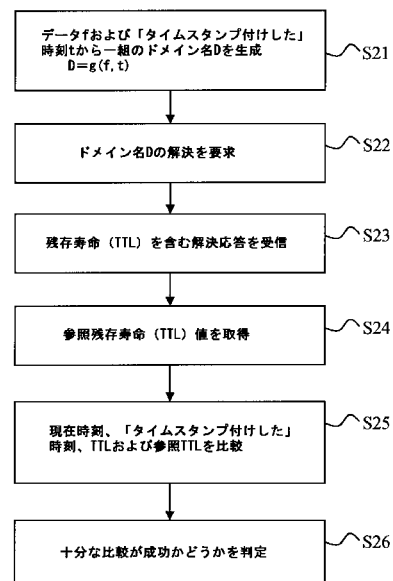 データfおよび「タイムスタンプ付けした」
時刻tから一組のドメイン名Dを生成
D=g(f,t)
S21
ドメイン名Dの解決を要求
S22
残存寿命（TTL）を含む解決応答を受信
S23
参照残存寿命（TTL）値を取得
S24
現在時刻、「タイムスタンプ付けした」
時刻、TTLおよび参照TTLを比較
S25
十分な比較が成功かどうかを判定
S26